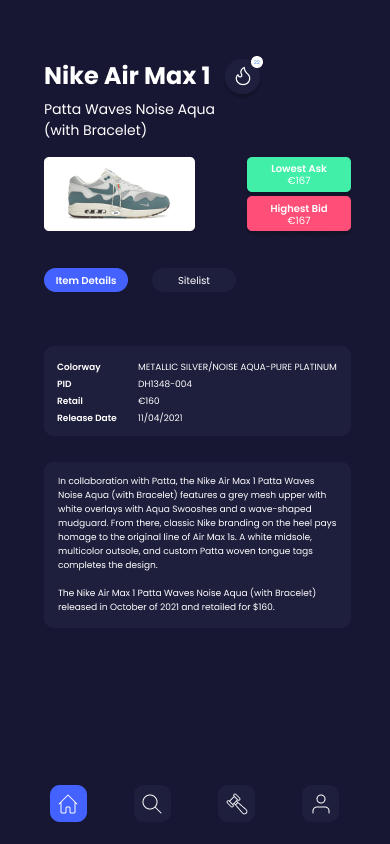 Nike Air Max 1
Patta Waves Noise Aqua
(with Bracelet)
Lowest Ask
€167
Highest Bid
€167
Item Details
Sitelist
Colorway METALLIC SILVER/NOISE AQUA-PURE PLATINUM
PID DH1348-004
Retail €160
Release Date 11/04/2021
In collaboration with Patta, the Nike Air Max 1 Patta Waves
Noise Aqua (with Bracelet) features a grey mesh upper with
white overlays with Aqua Swooshes and a wave-shaped
mudguard. From there, classic Nike branding on the heel pays
homage to the original line of Air Max 1s. A white midsole,
multicolor outsole, and custom Patta woven tongue tags
completes the design.
The Nike Air Max 1 Patta Waves Noise Aqua (with Bracelet)
released in October of 2021 and retailed for $160.